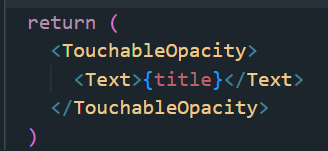 return (
<TouchableOpacity>
<Text>{title}</Text>
</TouchableOpacity>
)